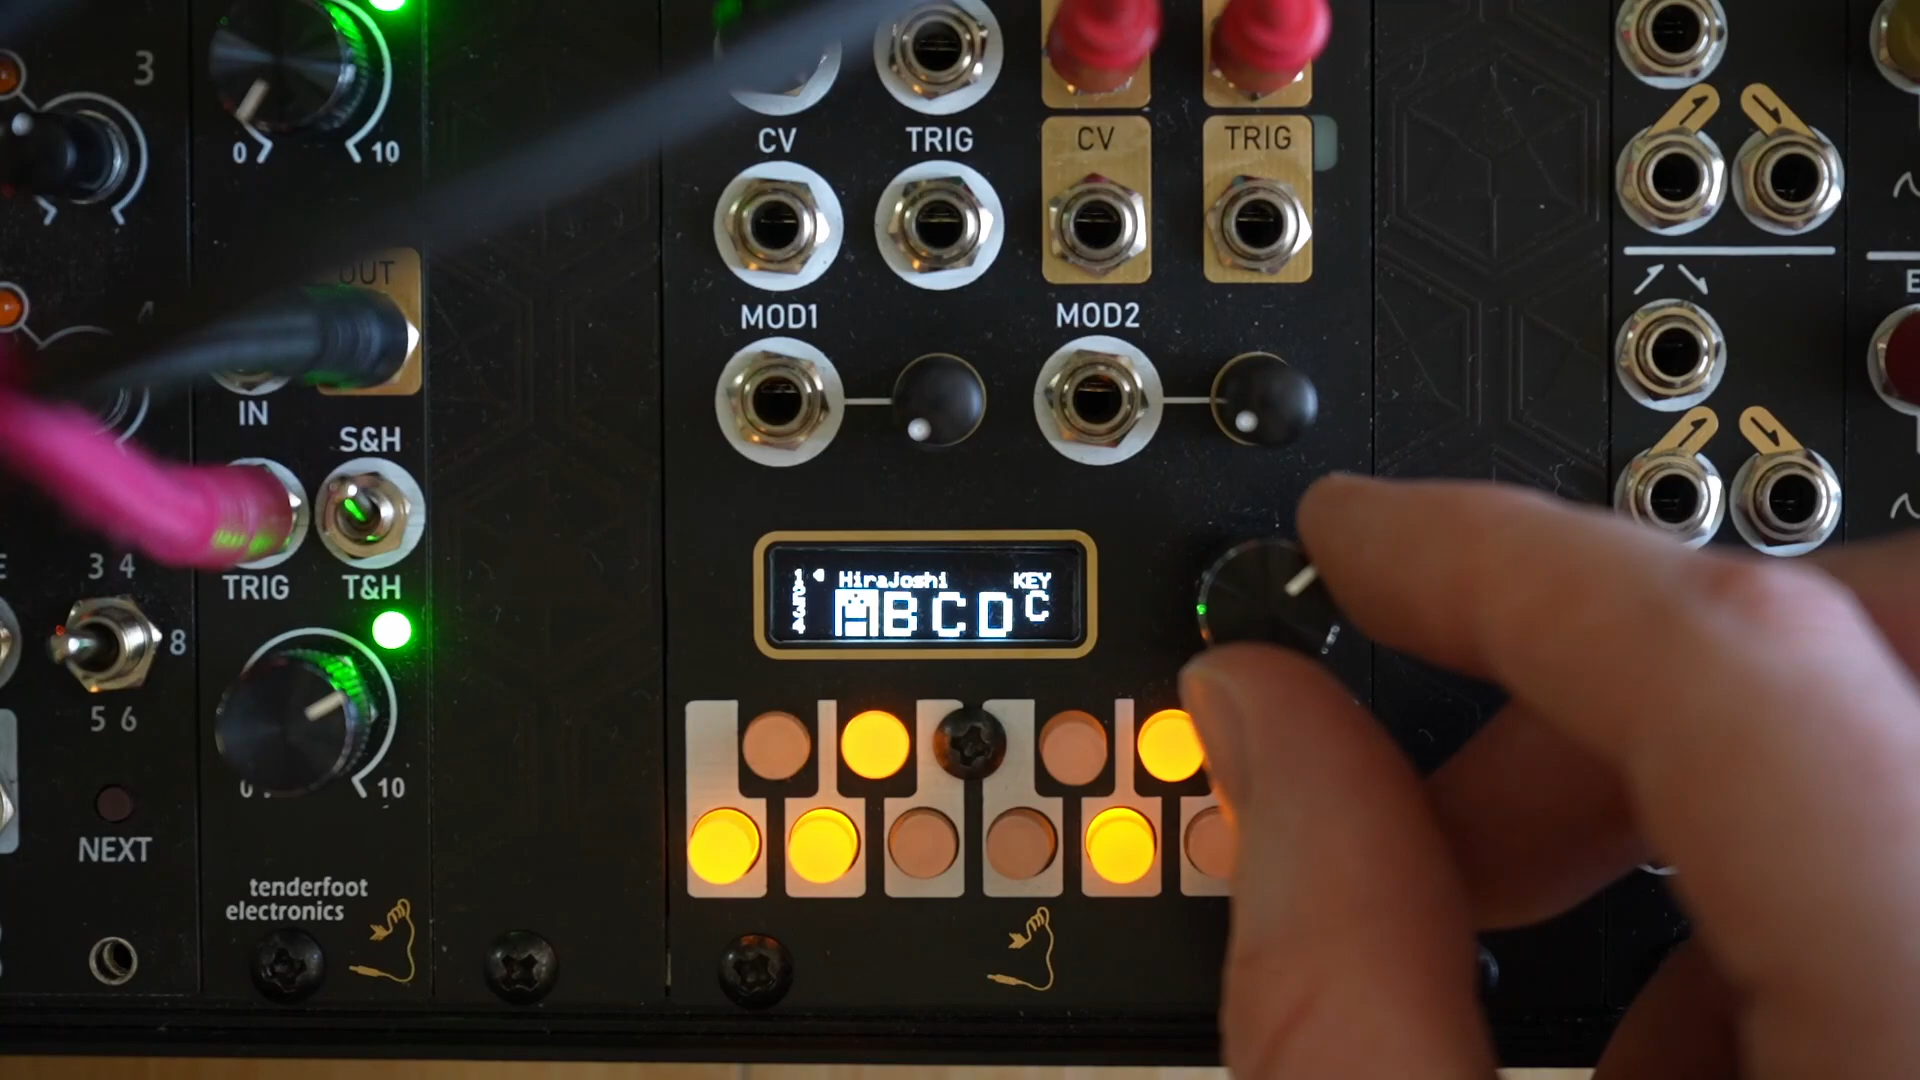 3
0
10
CV
TRIG
CV
TRIG
OUT
MOD1
MOD2
IN
S&H
TRIG
T&H
3 4
8
5 6
HiraJoshi
KEY
ABCD
C
0
10
NEXT
tenderfoot
electronics
E